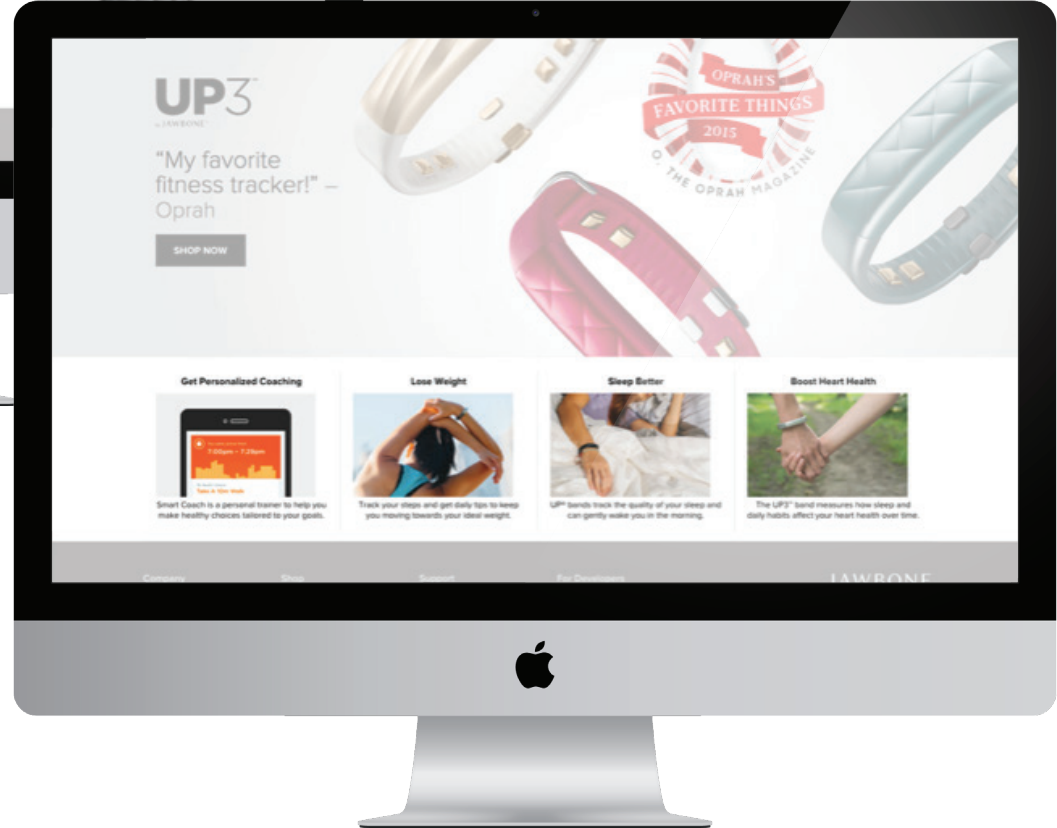 UP3™
by JAWBONE®
“My favorite
fitness tracker!” –
Oprah
SHOP NOW
OPRAH'S
FAVORITE THINGS
2015
O, THE OPRAH MAGAZINE
Get Personalized Coaching
7:05pm – 7:29pm
Take A 10m Walk
Smart Coach is a personal trainer to help you
make healthy choices tailored to your goals.
Lose Weight
Track your steps and get daily tips to keep
you moving towards your ideal weight.
Sleep Better
UP® bands track the quality of your sleep and
can gently wake you in the morning.
Boost Heart Health
The UP3™ band measures how sleep and
daily habits affect your heart health over time.
Company
Shop
Support
For Developers
JAWBONE